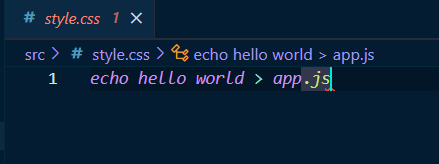 # style.css 1 ×
src > # style.css > echo hello world > app.js
1 echo hello world > app.js